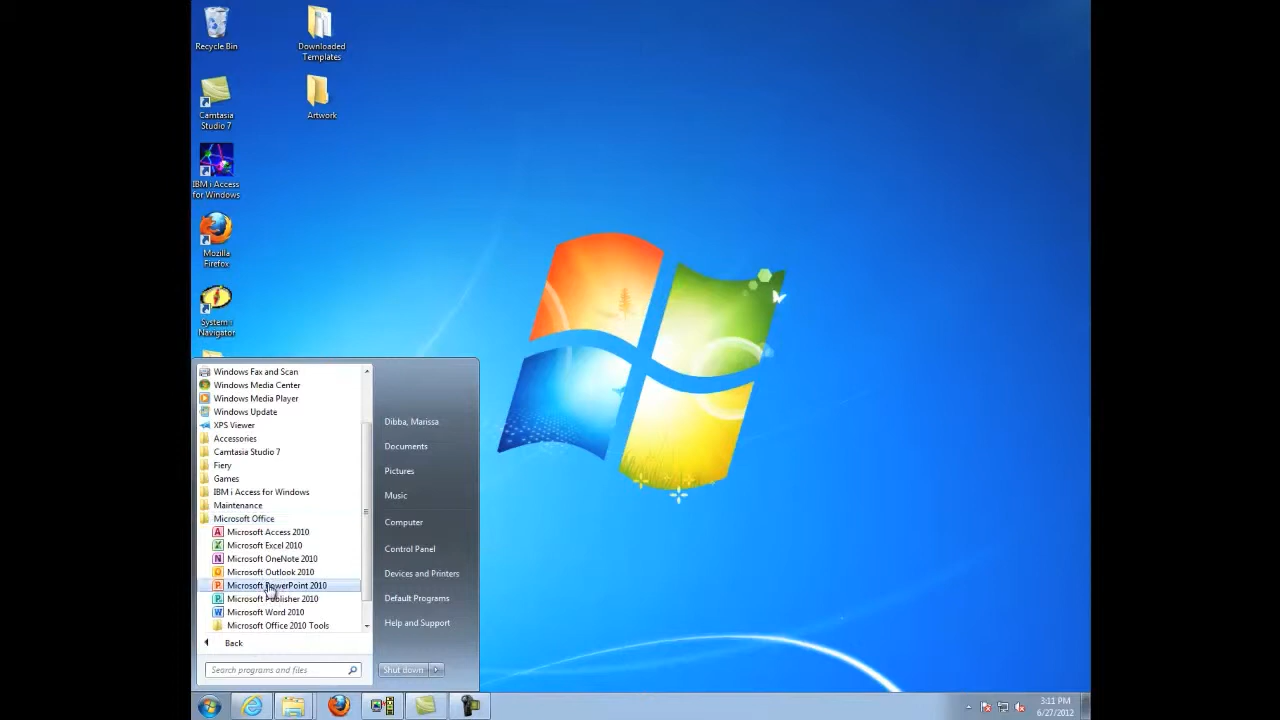 Recycle Bin
Downloaded
Templates
Camtasia
Studio 7
Artwork
IBM i Access
for Windows
Mozilla
Firefox
System i
Navigator
Windows Fax and Scan
Windows Media Center
Windows Media Player
Windows Update
XPS Viewer
Accessories
Camtasia Studio 7
Fiery
Games
IBM i Access for Windows
Maintenance
Microsoft Office
Microsoft Access 2010
Microsoft Excel 2010
Microsoft OneNote 2010
Microsoft Outlook 2010
Microsoft PowerPoint 2010
Microsoft Publisher 2010
Microsoft Word 2010
Microsoft Office 2010 Tools
Back
Search programs and files
Dibba, Marissa
Documents
Pictures
Music
Computer
Control Panel
Devices and Printers
Default Programs
Help and Support
Shut down
3:11 PM
6/27/2012